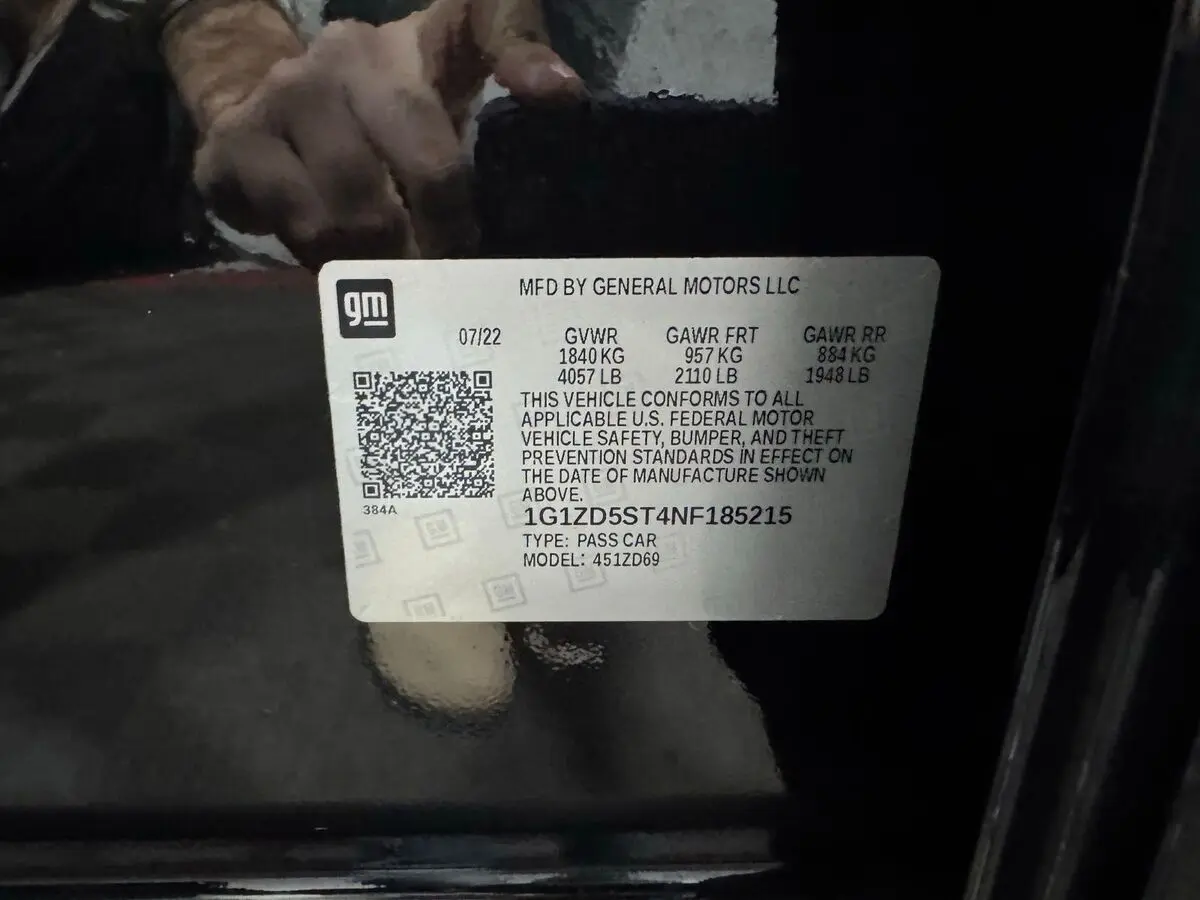 gm
MFD BY GENERAL MOTORS LLC
07/22 GVWR GAWR FRT GAWR RR
1840 KG 957 KG 884 KG
4057 LB 2110 LB 1948 LB
THIS VEHICLE CONFORMS TO ALL
APPLICABLE U.S. FEDERAL MOTOR
VEHICLE SAFETY, BUMPER, AND THEFT
PREVENTION STANDARDS IN EFFECT ON
THE DATE OF MANUFACTURE SHOWN
ABOVE.
384A
1G1ZD5ST4NF185215
TYPE: PASS CAR
MODEL: 451ZD69